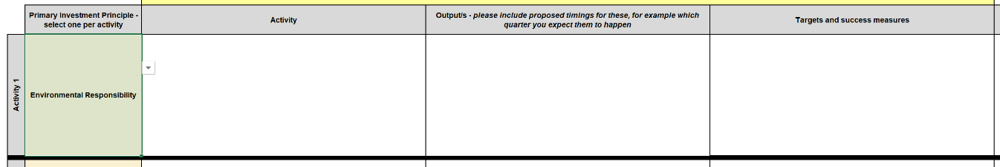 Primary Investment Principle -
select one per activity
Activity
Output/s - please include proposed timings for these, for example which
quarter you expect them to happen
Targets and success measures
Activity 1
Environmental Responsibility